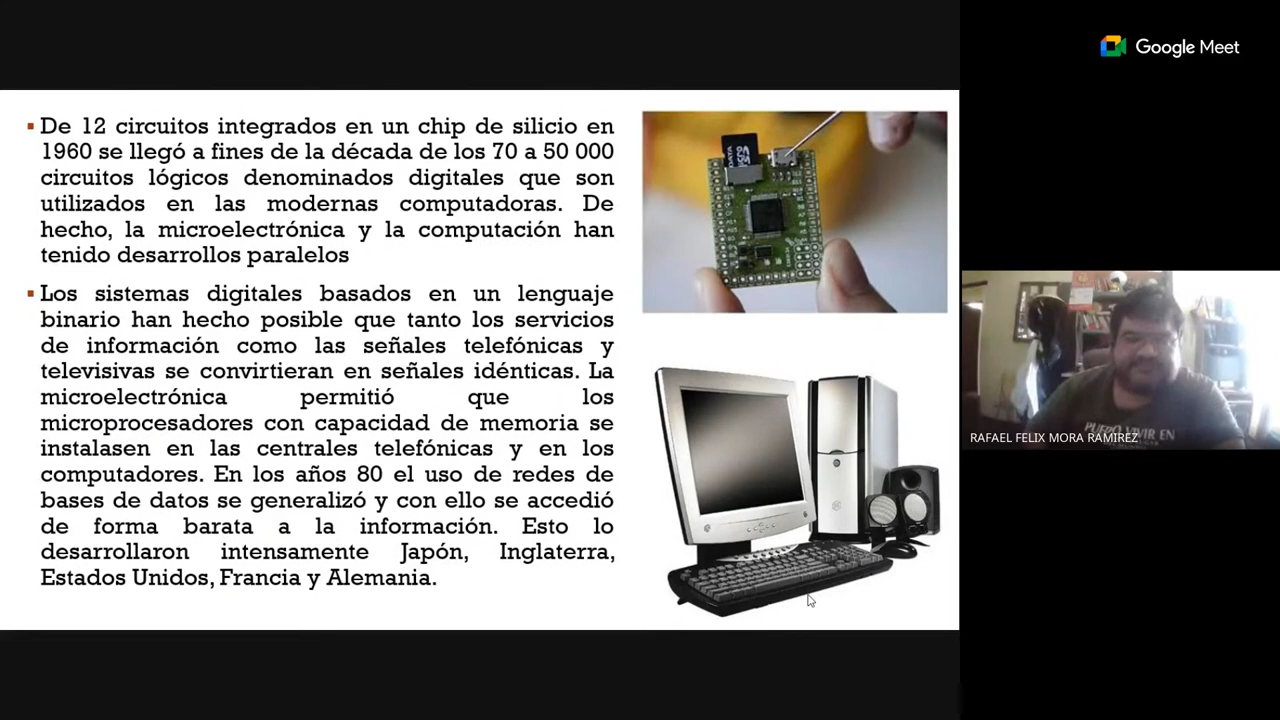 Google Meet
De 12 circuitos integrados en un chip de silicio en
1960 se llegó a fines de la década de los 70 a 50 000
circuitos lógicos denominados digitales que son
utilizados en las modernas computadoras. De
hecho, la microelectrónica y la computación han
tenido desarrollos paralelos
Los sistemas digitales basados en un lenguaje
binario han hecho posible que tanto los servicios
de información como las señales telefónicas y
televisivas se convirtieran en señales idénticas. La
microelectrónica permitió que los
microprocesadores con capacidad de memoria se
instalasen en las centrales telefónicas y en los
computadores. En los años 80 el uso de redes de
bases de datos se generalizó y con ello se accedió
de forma barata a la información. Esto lo
desarrollaron intensamente Japón, Inglaterra,
Estados Unidos, Francia y Alemania.
RAFAEL FELIX MORA RAMIREZ
VIVIR EN